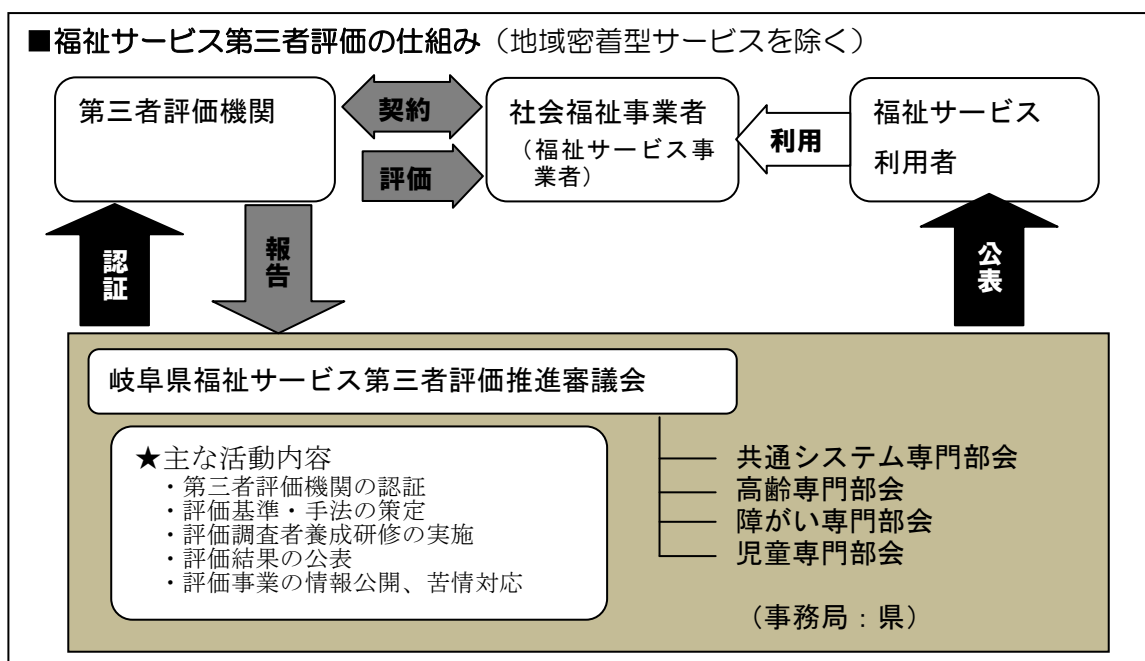 ■福祉サービス第三者評価の仕組み（地域密着型サービスを除く）
第三者評価機関
契約
評価
社会福祉事業者
（福祉サービス事
業者）
利用
福祉サービス
利用者
認証
報告
公表
岐阜県福祉サービス第三者評価推進審議会
★主な活動内容
・第三者評価機関の認証
・評価基準・手法の策定
・評価調査者養成研修の実施
・評価結果の公表
・評価事業の情報公開、苦情対応
共通システム専門部会
高齢専門部会
障がい専門部会
児童専門部会
（事務局：県）